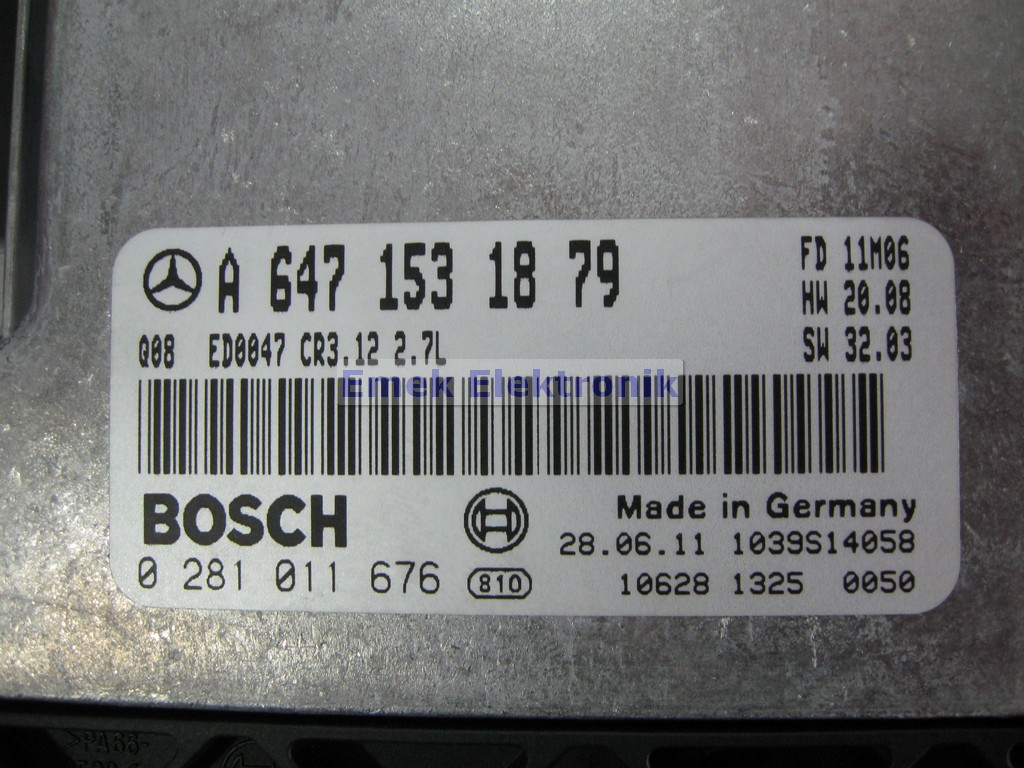 A 647 153 18 79
FD 11M06
HW 20.08
Q08 ED0047 CR3.12 2.7L
SW 32.03
Emek Elektronik
BOSCH
Made in Germany
28.06.11 1039S14058
0 281 011 676
810
10628 1325 0050
>PA66-